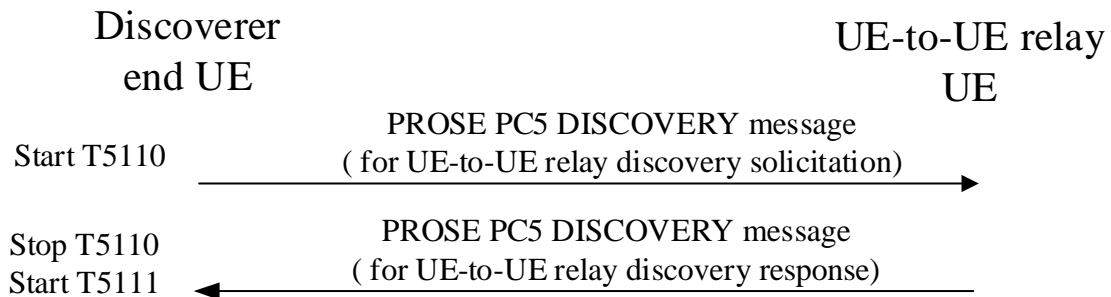 Discoverer
end UE
UE-to-UE relay
UE
PROSE PC5 DISCOVERY message
Start T5110
( for UE-to-UE relay discovery solicitation)
PROSE PC5 DISCOVERY message
Stop T5110
( for UE-to-UE relay discovery response)
Start T5111